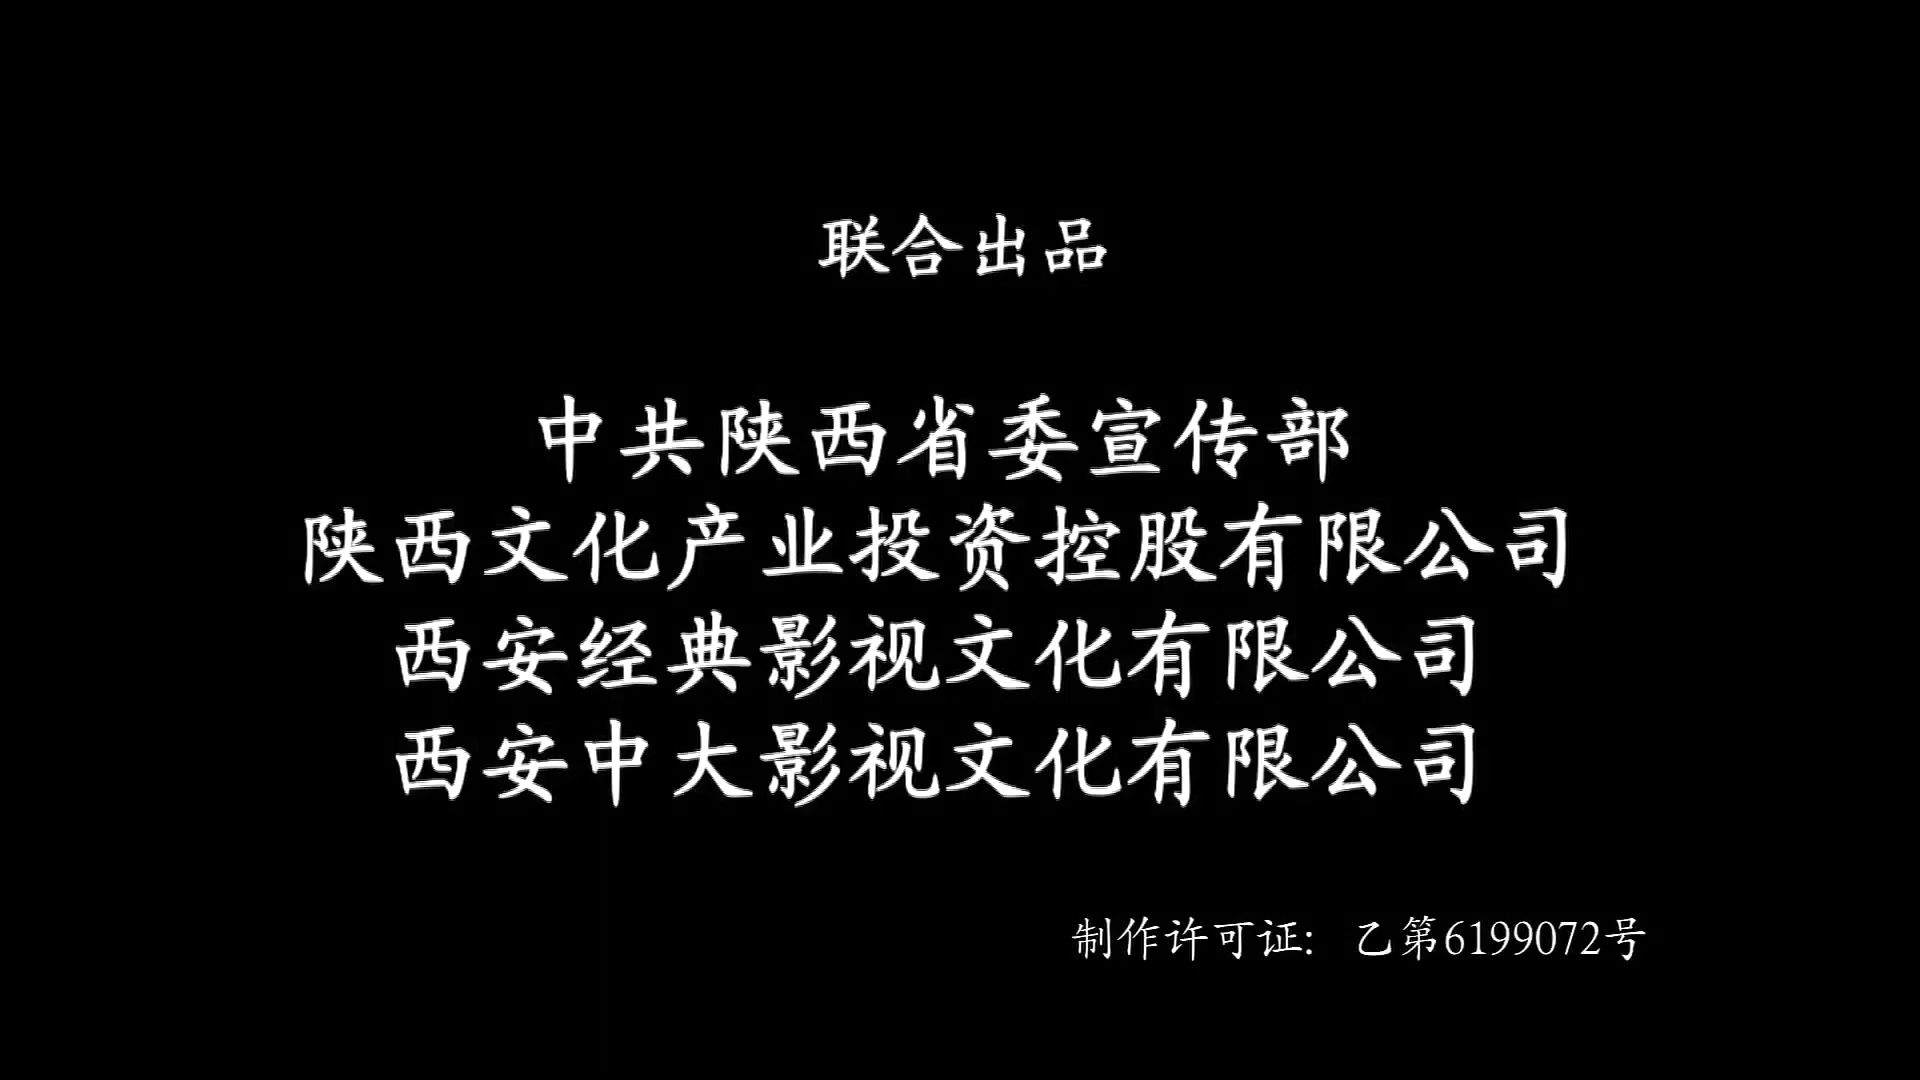 联合出品
中共陕西省委宣传部
陕西文化产业投资控股有限公司
西安经典影视文化有限公司
西安中大影视文化有限公司
制作许可证: 乙第6199072号